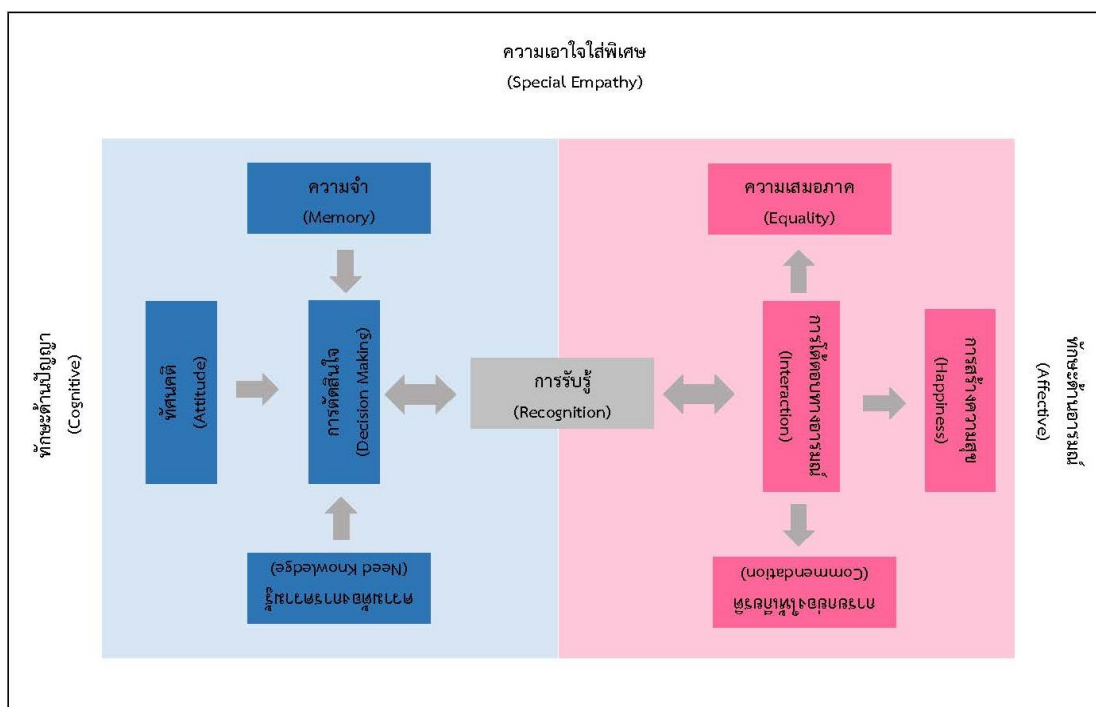 ความเอาใจใส่พิเศษ
(Special Empathy)
ทักษะด้านปัญญา
(Cognitive)
ความจำ
(Memory)
ทัศนคติ
(Attitude)
การตัดสินใจ
(Decision Making)
ความต้องการความรู้
(Need Knowledge)
การรับรู้
(Recognition)
ความเสมอภาค
(Equality)
การโต้ตอบทางอารมณ์
(Interaction)
การสร้างความสุข
(Happiness)
การยกย่องให้เกียรติ
(Commendation)
ทักษะด้านอารมณ์
(Affective)